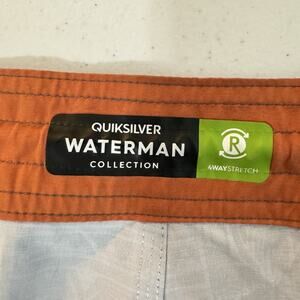 QUIKSILVER
WATERMAN
COLLECTION
R
4WAYSTRETCH